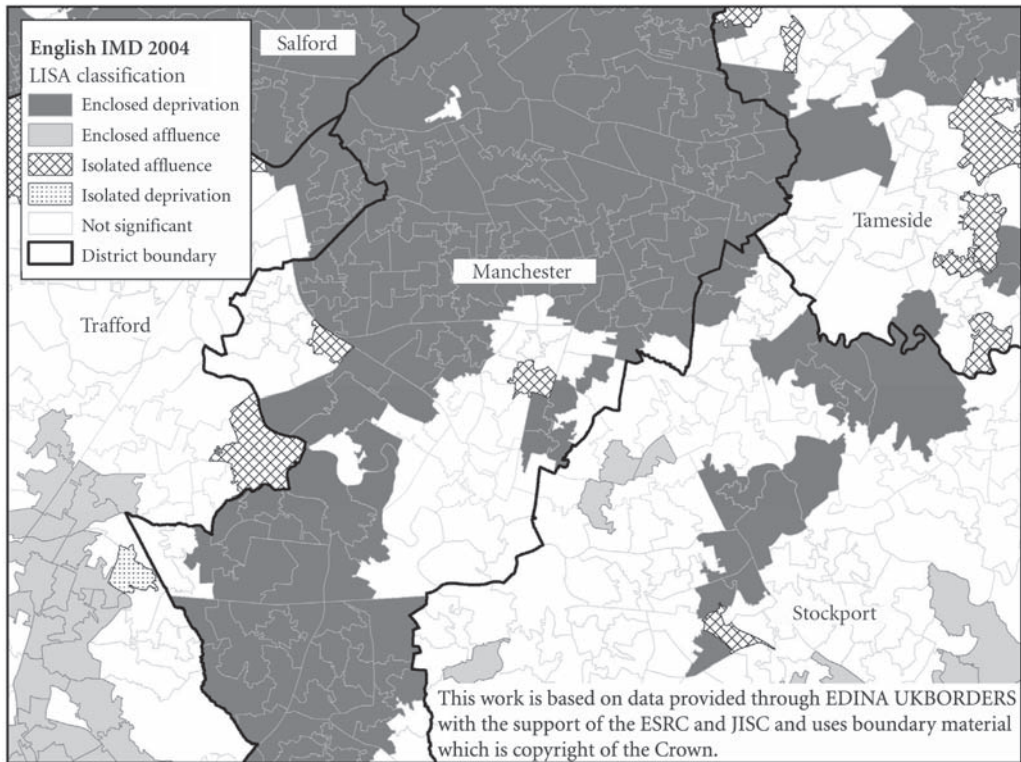 English IMD 2004
LISA classification
Enclosed deprivation
Enclosed affluence
Isolated affluence
Isolated deprivation
Not significant
District boundary
Salford
Manchester
Tameside
Trafford
Stockport
This work is based on data provided through EDINA UKBORDERS
with the support of the ESRC and JISC and uses boundary material
which is copyright of the Crown.